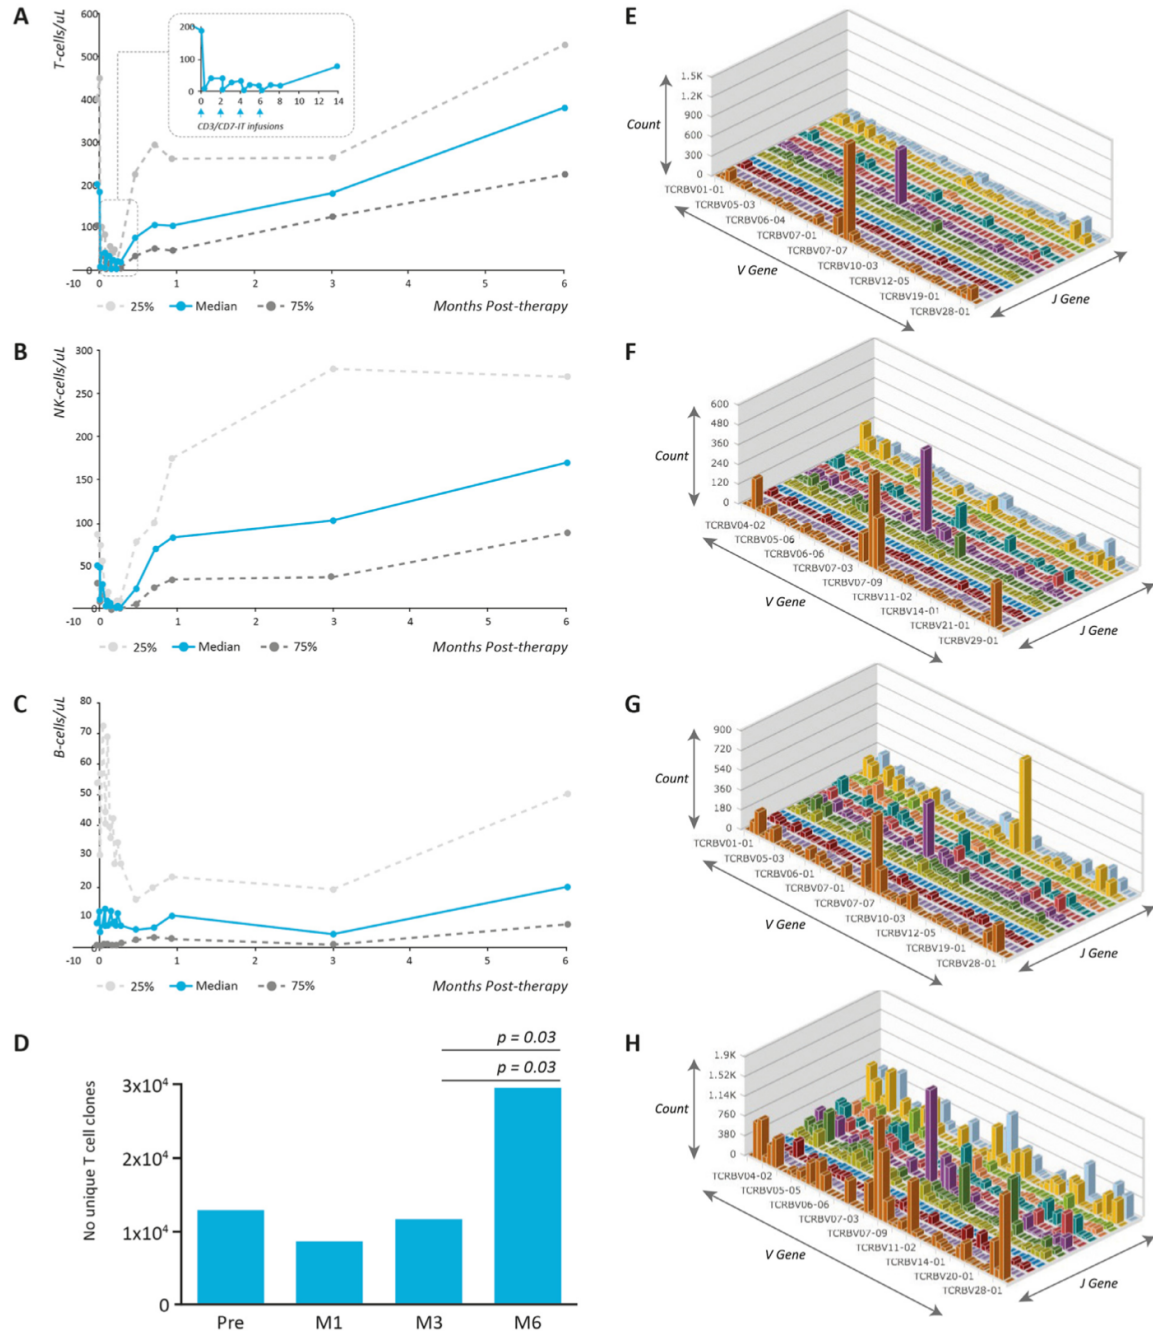 A
T-cells/uL
600
500
400
300
200
100
0
200
100
0
0 2 4 6 8 10 12 14
CD3/CD7-IT infusions
-10 0 1 2 3 4 5 6
25% Median 75% Months Post-therapy
B
NK-cells/uL
300
250
200
150
100
50
0
-10 0 1 2 3 4 5 6
25% Median 75% Months Post-therapy
C
B-cells/uL
80
70
60
50
40
30
20
10
0
-10 0 1 2 3 4 5 6
25% Median 75% Months Post-therapy
D
No unique T cell clones
p = 0.03
p = 0.03
3x10⁴
2x10⁴
1x10⁴
0
Pre M1 M3 M6
E
Count
1.5K
1.2K
900
600
300
0
TCRBV01-01
TCRBV05-03
TCRBV06-04
TCRBV07-01
TCRBV07-07
TCRBV10-03
TCRBV12-05
TCRBV19-01
TCRBV28-01
V Gene
J Gene
F
Count
600
480
360
240
120
0
TCRBV04-02
TCRBV05-06
TCRBV06-06
TCRBV07-03
TCRBV07-09
TCRBV11-02
TCRBV14-01
TCRBV21-01
TCRBV29-01
V Gene
J Gene
G
Count
900
720
540
360
180
0
TCRBV01-01
TCRBV05-03
TCRBV06-01
TCRBV07-01
TCRBV07-07
TCRBV10-03
TCRBV12-05
TCRBV19-01
TCRBV28-01
V Gene
J Gene
H
Count
1.9K
1.52K
1.14K
760
380
0
TCRBV04-02
TCRBV05-05
TCRBV06-06
TCRBV07-03
TCRBV07-09
TCRBV11-02
TCRBV14-01
TCRBV20-01
TCRBV28-01
V Gene
J Gene